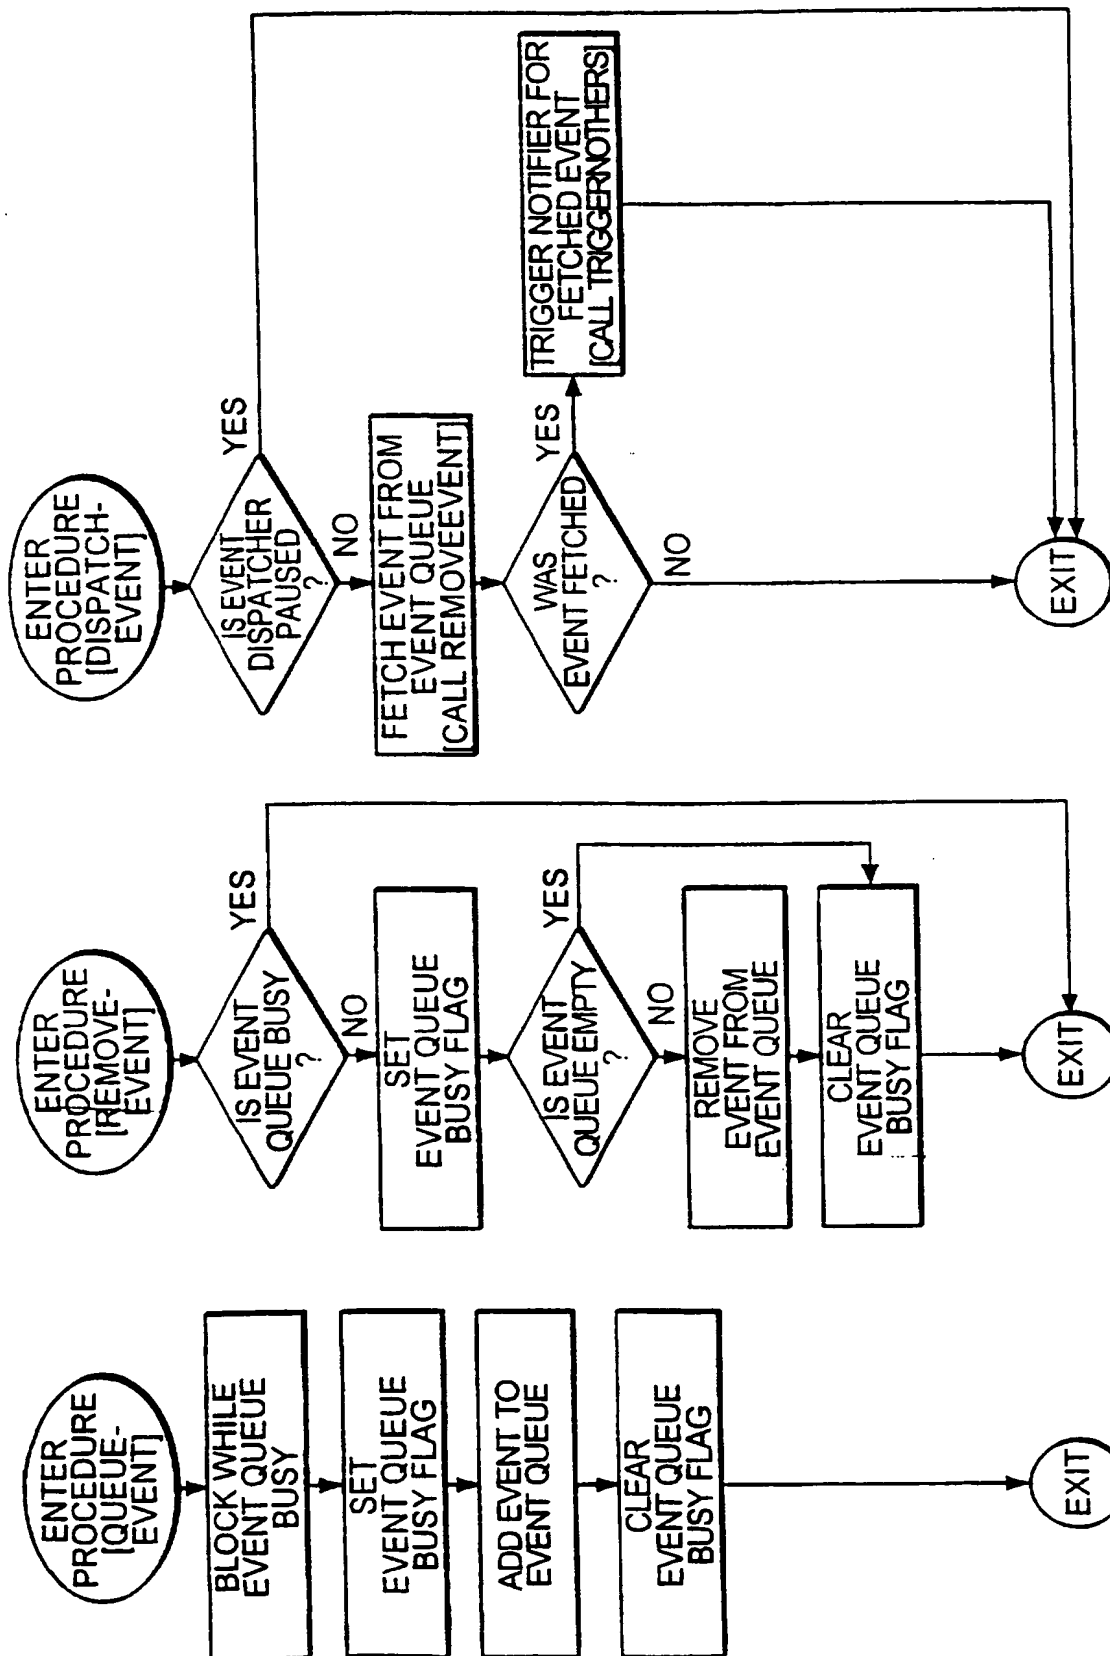 ENTER
PROCEDURE
[QUEUE-
EVENT]
BLOCK WHILE
EVENT QUEUE
BUSY
SET
EVENT QUEUE
BUSY FLAG
ADD EVENT TO
EVENT QUEUE
CLEAR
EVENT QUEUE
BUSY FLAG
EXIT
ENTER
PROCEDURE
[REMOVE-
EVENT]
IS EVENT
QUEUE BUSY
?
YES
NO
SET
EVENT QUEUE
BUSY FLAG
IS EVENT
QUEUE EMPTY
?
YES
NO
REMOVE
EVENT FROM
EVENT QUEUE
CLEAR
EVENT QUEUE
BUSY FLAG
EXIT
ENTER
PROCEDURE
[DISPATCH-
EVENT]
IS EVENT
DISPATCHER
PAUSED
?
YES
NO
FETCH EVENT FROM
EVENT QUEUE
[CALL REMOVEEVENT]
WAS
EVENT FETCHED
?
YES
NO
TRIGGER NOTIFIER FOR
FETCHED EVENT
[CALL TRIGGERNOTHERS]
EXIT